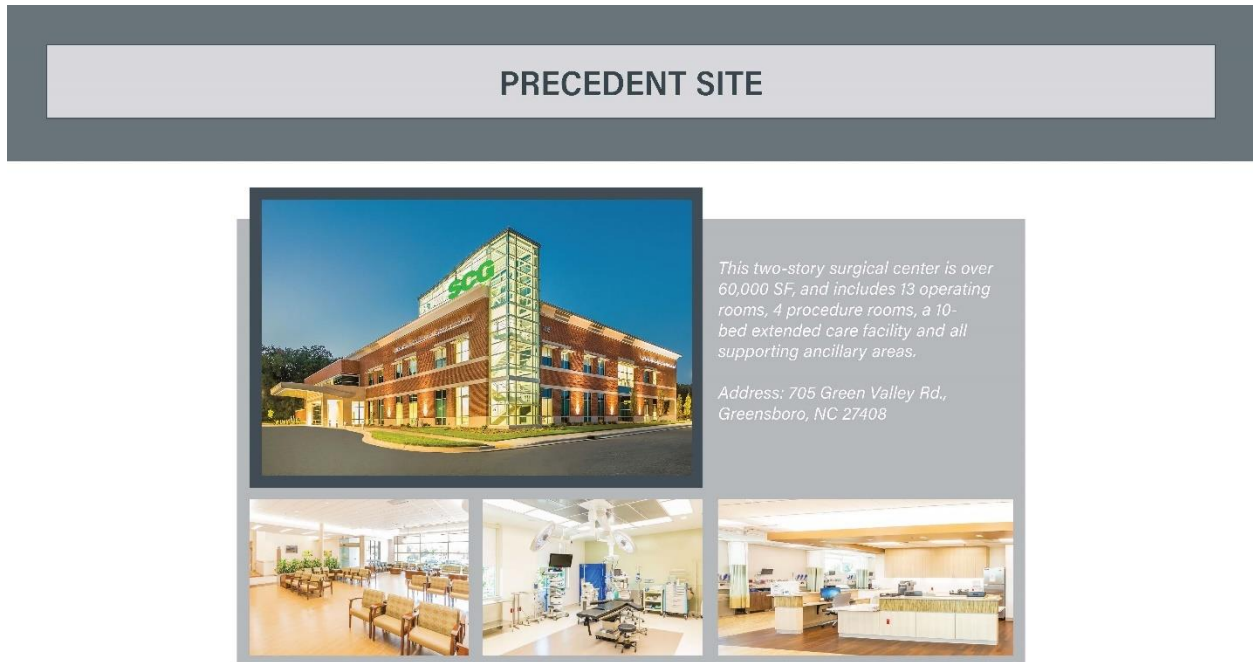 PRECEDENT SITE
SCG
This two-story surgical center is over
60,000 SF, and includes 13 operating
rooms, 4 procedure rooms, a 10-
bed extended care facility and all
supporting ancillary areas.
Address: 705 Green Valley Rd.,
Greensboro, NC 27408